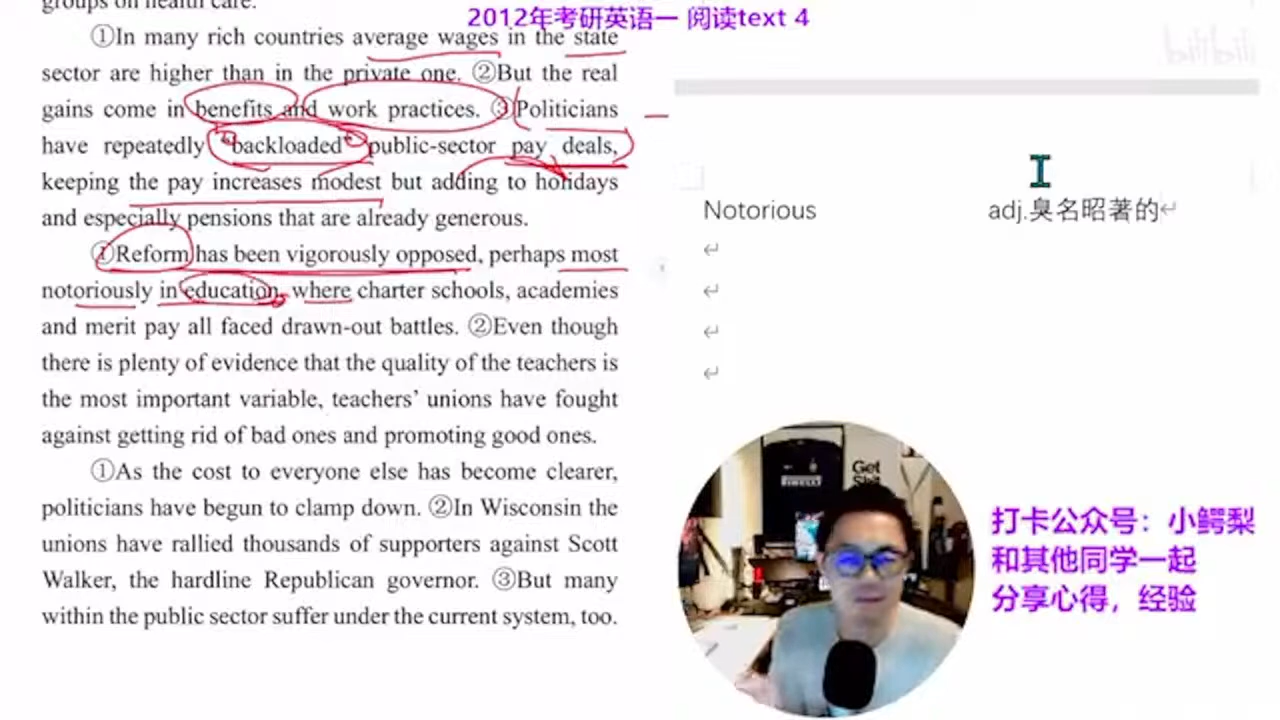 groups on health care.
2012年考研英语一 阅读text 4
①In many rich countries average wages in the state
sector are higher than in the private one. ②But the real
gains come in benefits and work practices. ③Politicians
have repeatedly "backloaded" public-sector pay deals,
keeping the pay increases modest but adding to holidays
and especially pensions that are already generous.
①Reform has been vigorously opposed, perhaps most
notoriously in education, where charter schools, academies
and merit pay all faced drawn-out battles. ②Even though
there is plenty of evidence that the quality of the teachers is
the most important variable, teachers' unions have fought
against getting rid of bad ones and promoting good ones.
①As the cost to everyone else has become clearer,
politicians have begun to clamp down. ②In Wisconsin the
unions have rallied thousands of supporters against Scott
Walker, the hardline Republican governor. ③But many
within the public sector suffer under the current system, too.
bilibili
Notorious adj.臭名昭著的
Get
Shit
PIRELLI
打卡公众号：小鳄梨
和其他同学一起
分享心得，经验